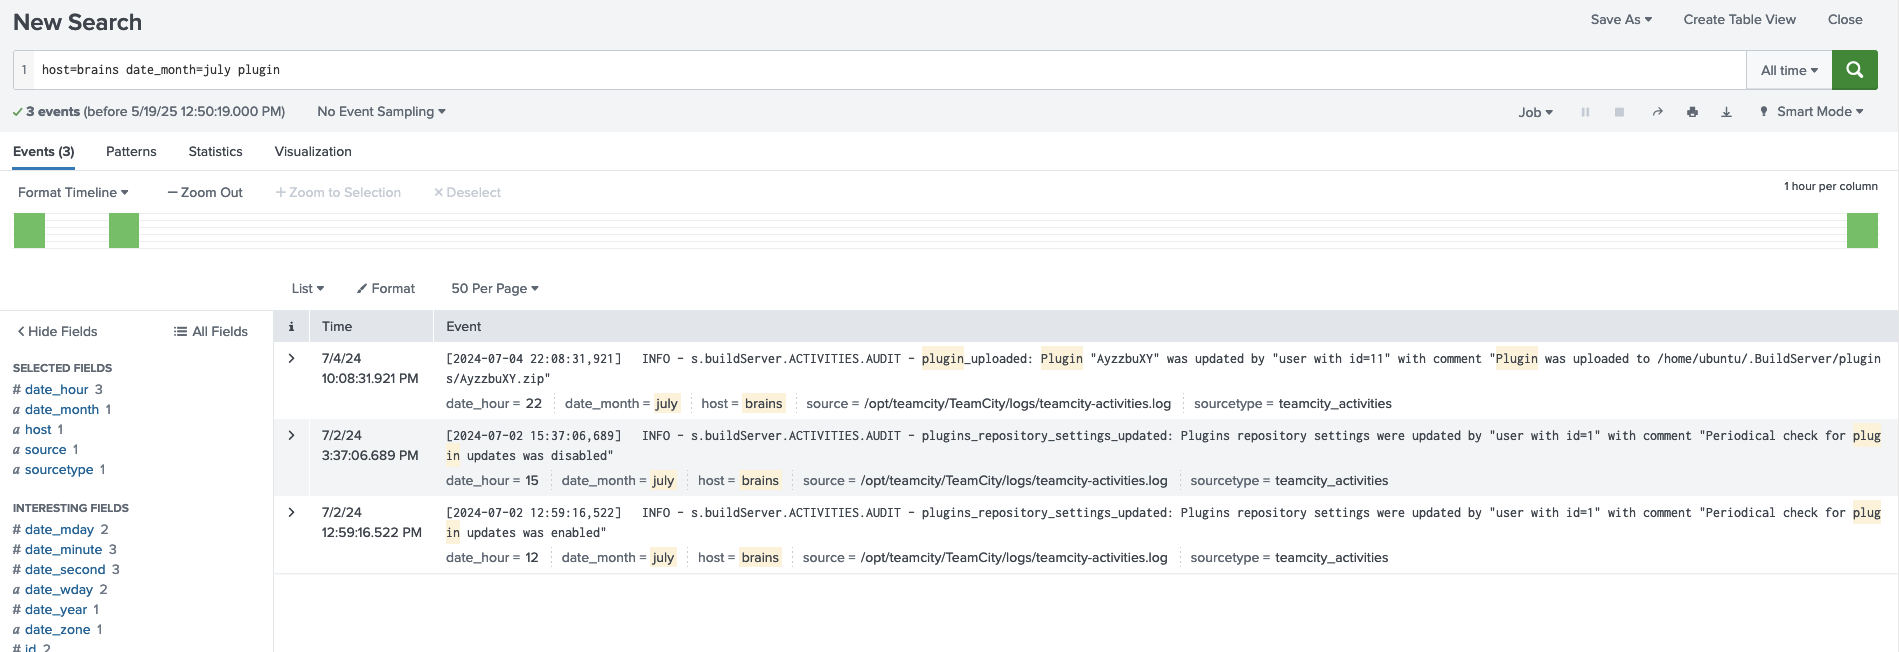 New Search
Save As Create Table View Close
1 host=brains date_month=july plugin All time
3 events (before 5/19/25 12:50:19.000 PM) No Event Sampling Job Smart Mode
Events (3) Patterns Statistics Visualization
Format Timeline — Zoom Out + Zoom to Selection × Deselect 1 hour per column
List Format 50 Per Page
< Hide Fields All Fields
SELECTED FIELDS
# date_hour 3
a date_month 1
a host 1
a source 1
a sourcetype 1
INTERESTING FIELDS
# date_mday 2
# date_minute 3
# date_second 3
a date_wday 2
# date_year 1
a date_zone 1
# id 2
i Time Event
> 7/4/24 [2024-07-04 22:08:31,921] INFO - s.buildServer.ACTIVITIES.AUDIT - plugin_uploaded: Plugin "AyzzbuXY" was updated by "user with id=11" with comment "Plugin was uploaded to /home/ubuntu/.BuildServer/plugin
10:08:31.921 PM s/AyzzbuXY.zip"
date_hour = 22 date_month = july host = brains source = /opt/teamcity/TeamCity/logs/teamcity-activities.log sourcetype = teamcity_activities
> 7/2/24 [2024-07-02 15:37:06,689] INFO - s.buildServer.ACTIVITIES.AUDIT - plugins_repository_settings_updated: Plugins repository settings were updated by "user with id=1" with comment "Periodical check for plug
3:37:06.689 PM in updates was disabled"
date_hour = 15 date_month = july host = brains source = /opt/teamcity/TeamCity/logs/teamcity-activities.log sourcetype = teamcity_activities
> 7/2/24 [2024-07-02 12:59:16,522] INFO - s.buildServer.ACTIVITIES.AUDIT - plugins_repository_settings_updated: Plugins repository settings were updated by "user with id=1" with comment "Periodical check for plug
12:59:16.522 PM in updates was enabled"
date_hour = 12 date_month = july host = brains source = /opt/teamcity/TeamCity/logs/teamcity-activities.log sourcetype = teamcity_activities